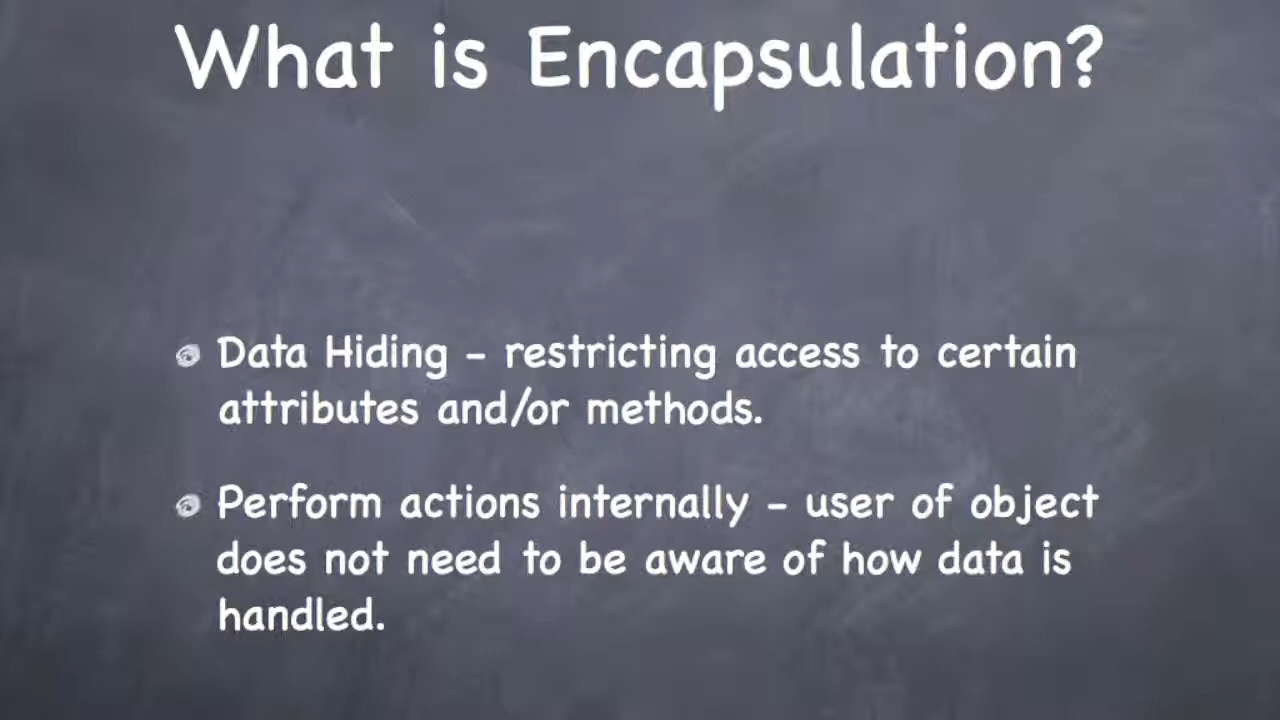 What is Encapsulation?
Data Hiding - restricting access to certain
attributes and/or methods.
Perform actions internally - user of object
does not need to be aware of how data is
handled.